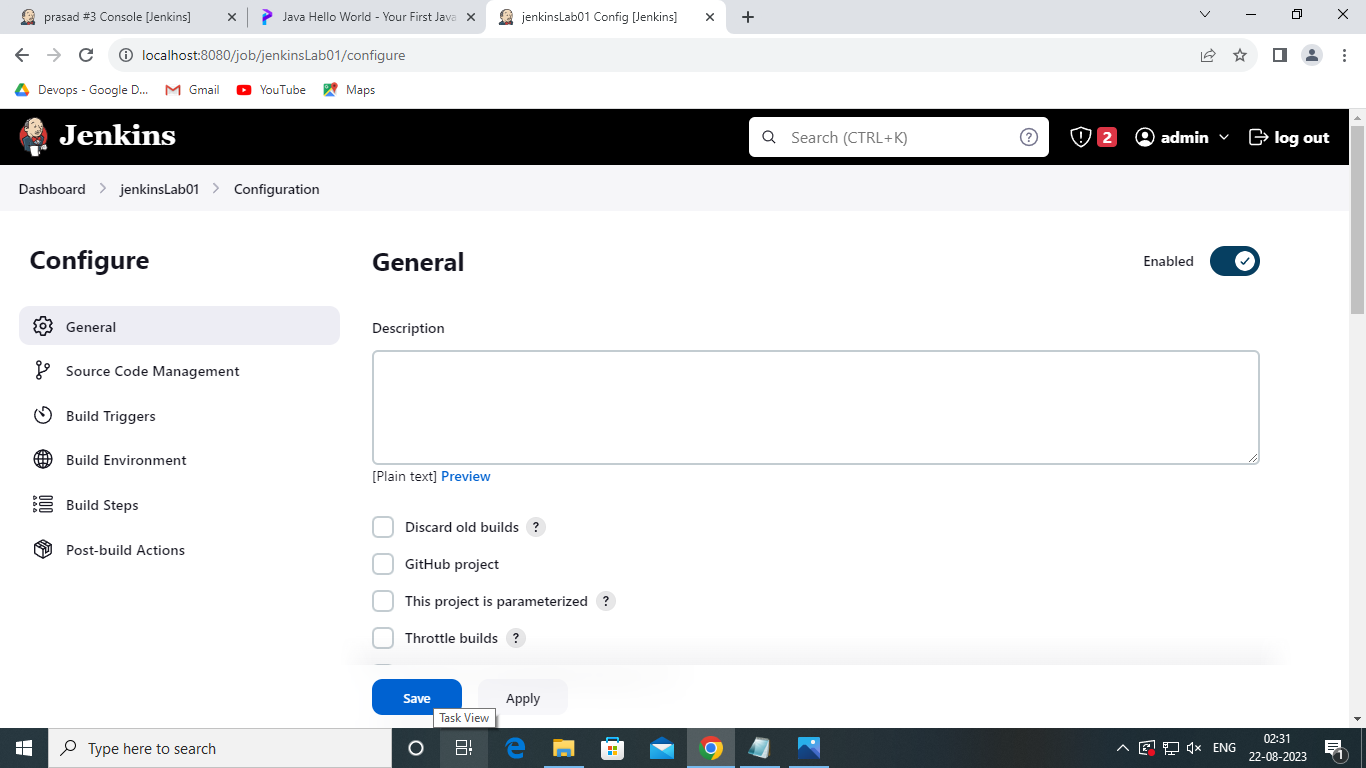 prasad #3 Console [Jenkins]
Java Hello World - Your First Java
jenkinsLab01 Config [Jenkins]
localhost:8080/job/jenkinsLab01/configure
Devops - Google D...
Gmail
YouTube
Maps
Jenkins
Search (CTRL+K)
?
2
admin
log out
Dashboard
jenkinsLab01
Configuration
Configure
General
Source Code Management
Build Triggers
Build Environment
Build Steps
Post-build Actions
General
Enabled
Description
[Plain text] Preview
Discard old builds ?
GitHub project
This project is parameterized ?
Throttle builds ?
Save
Apply
Task View
Type here to search
ENG
02:31
22-08-2023
1